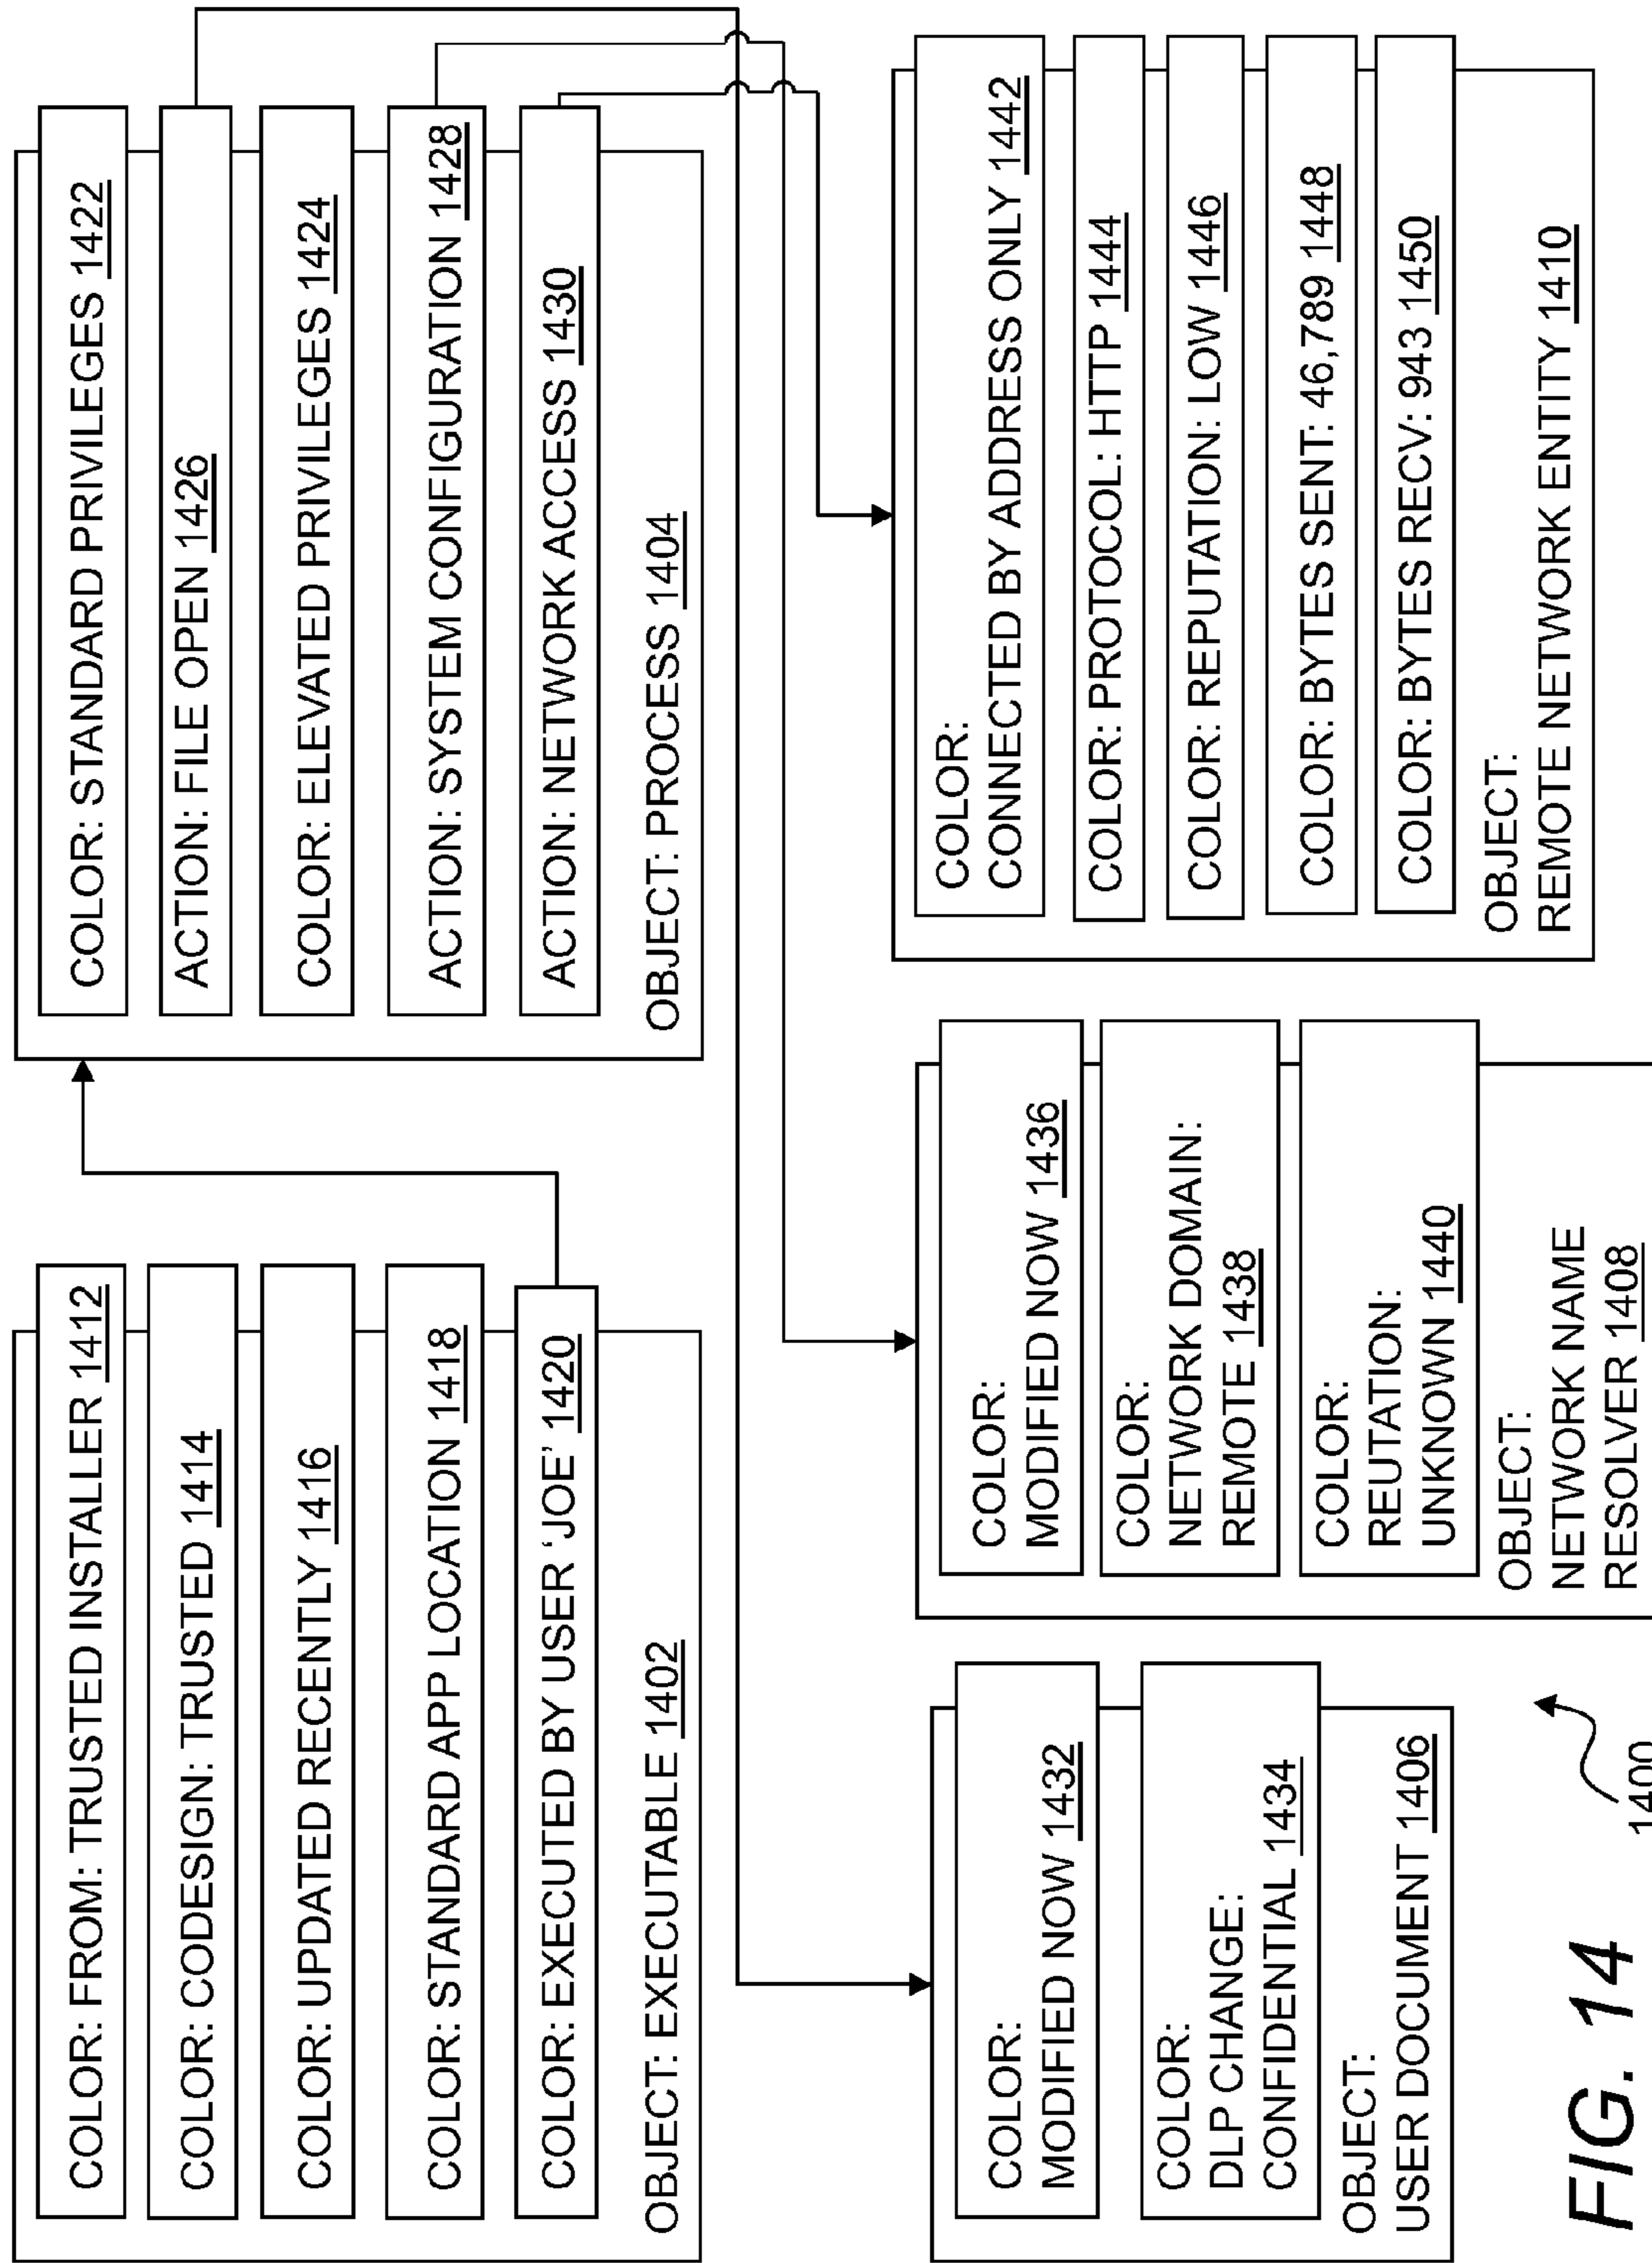 COLOR: FROM: TRUSTED INSTALLER 1412
COLOR: CODESIGN: TRUSTED 1414
COLOR: UPDATED RECENTLY 1416
COLOR: STANDARD APP LOCATION 1418
COLOR: EXECUTED BY USER ‘JOE’ 1420
OBJECT: EXECUTABLE 1402
COLOR: STANDARD PRIVILEGES 1422
ACTION: FILE OPEN 1426
COLOR: ELEVATED PRIVILEGES 1424
ACTION: SYSTEM CONFIGURATION 1428
ACTION: NETWORK ACCESS 1430
OBJECT: PROCESS 1404
COLOR:
MODIFIED NOW 1432
COLOR:
DLP CHANGE:
CONFIDENTIAL 1434
OBJECT:
USER DOCUMENT 1406
COLOR:
MODIFIED NOW 1436
COLOR:
NETWORK DOMAIN:
REMOTE 1438
COLOR:
REUTATION:
UNKNOWN 1440
OBJECT:
NETWORK NAME
RESOLVER 1408
COLOR:
CONNECTED BY ADDRESS ONLY 1442
COLOR: PROTOCOL: HTTP 1444
COLOR: REPUTATION: LOW 1446
COLOR: BYTES SENT: 46,789 1448
COLOR: BYTES RECV: 943 1450
OBJECT:
REMOTE NETWORK ENTITY 1410
FIG. 14
1400